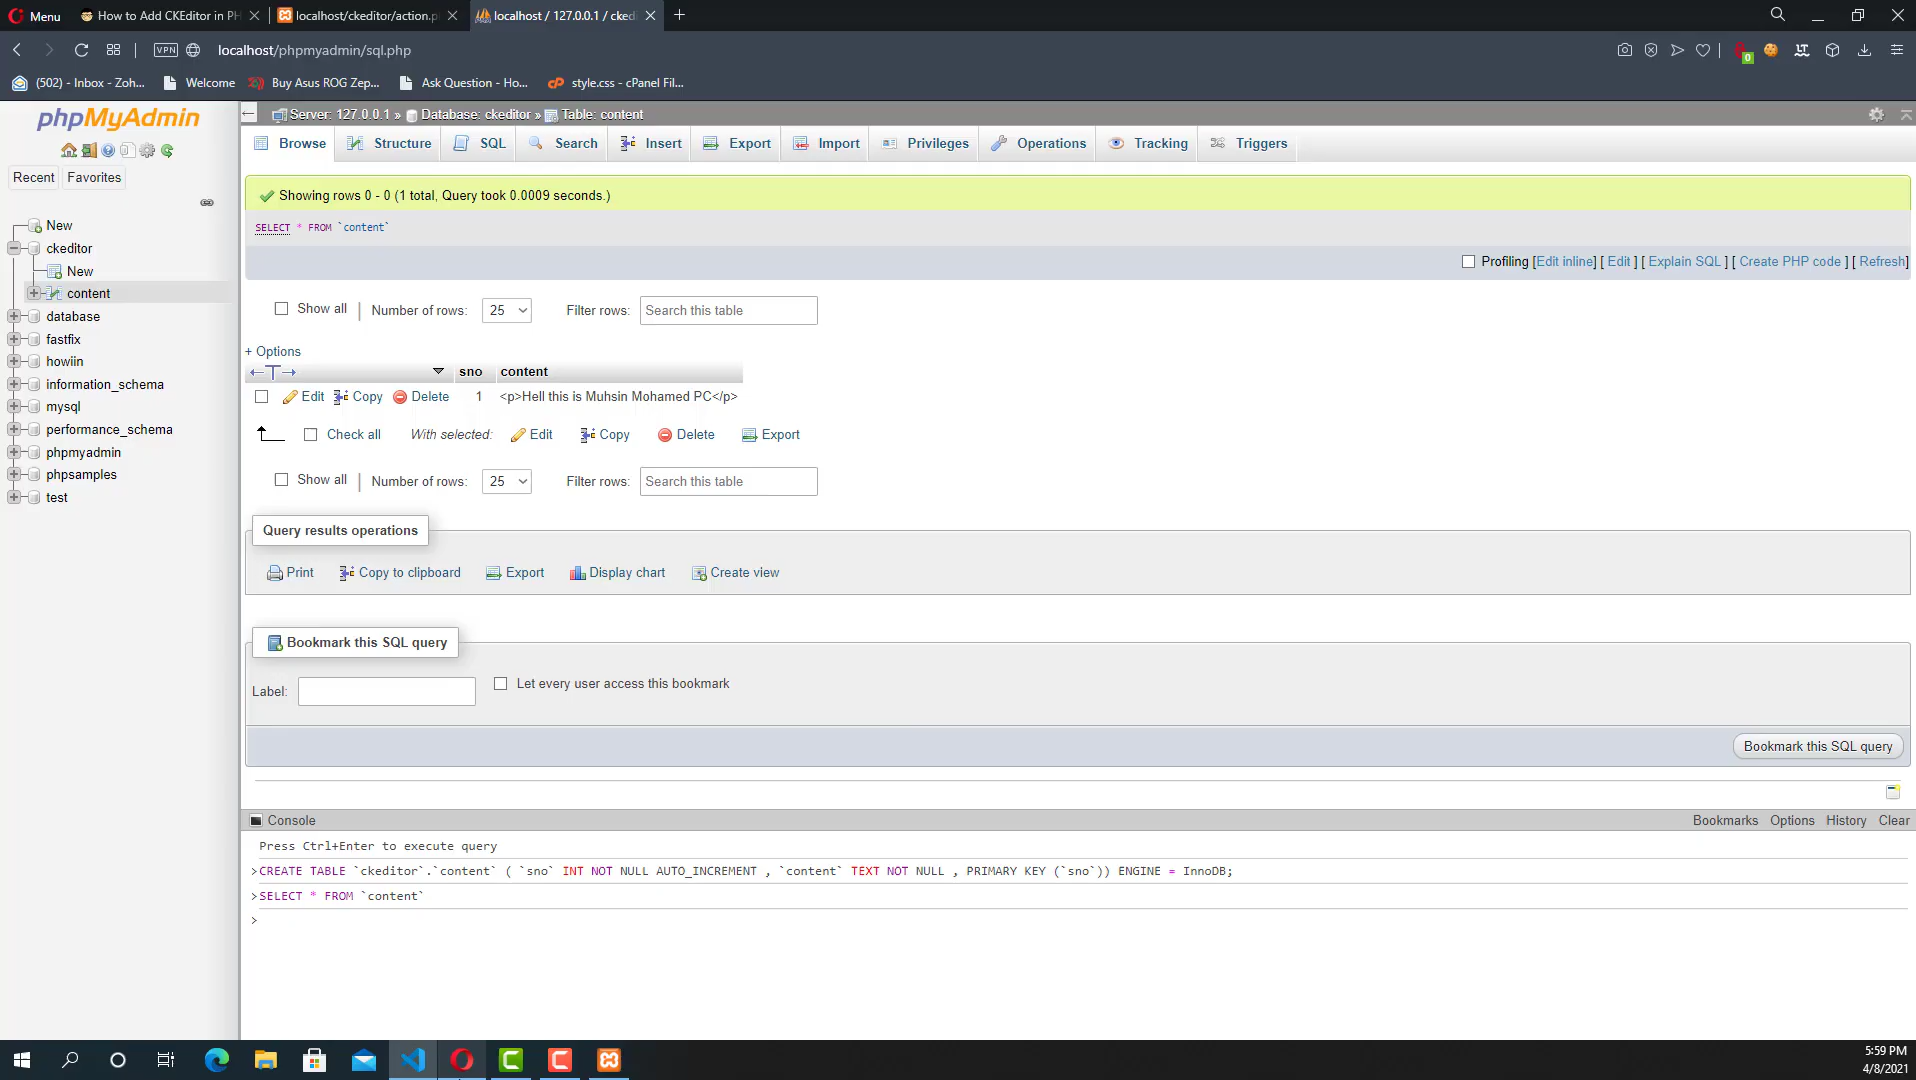 Menu
How to Add CKEditor in PH
localhost/ckeditor/action.p
localhost / 127.0.0.1 / cked
VPN
localhost/phpmyadmin/sql.php
0
(502) - Inbox - Zoh...
Welcome
Buy Asus ROG Zep...
Ask Question - Ho...
style.css - cPanel Fil...
phpMyAdmin
Recent
Favorites
New
ckeditor
New
content
database
fastfix
howiin
information_schema
mysql
performance_schema
phpmyadmin
phpsamples
test
Server: 127.0.0.1 » Database: ckeditor » Table: content
Browse
Structure
SQL
Search
Insert
Export
Import
Privileges
Operations
Tracking
Triggers
Showing rows 0 - 0 (1 total, Query took 0.0009 seconds.)
SELECT * FROM `content`
Profiling [Edit inline] [ Edit ] [ Explain SQL ] [ Create PHP code ] [ Refresh]
Show all
Number of rows: 25
Filter rows: Search this table
+ Options
sno
content
Edit Copy Delete 1 <p>Hell this is Muhsin Mohamed PC</p>
Check all With selected: Edit Copy Delete Export
Show all
Number of rows: 25
Filter rows: Search this table
Query results operations
Print
Copy to clipboard
Export
Display chart
Create view
Bookmark this SQL query
Label:
Let every user access this bookmark
Bookmark this SQL query
Console
Bookmarks Options History Clear
Press Ctrl+Enter to execute query
>CREATE TABLE `ckeditor`.`content` ( `sno` INT NOT NULL AUTO_INCREMENT , `content` TEXT NOT NULL , PRIMARY KEY (`sno`)) ENGINE = InnoDB;
>SELECT * FROM `content`
>
5:59 PM
4/8/2021